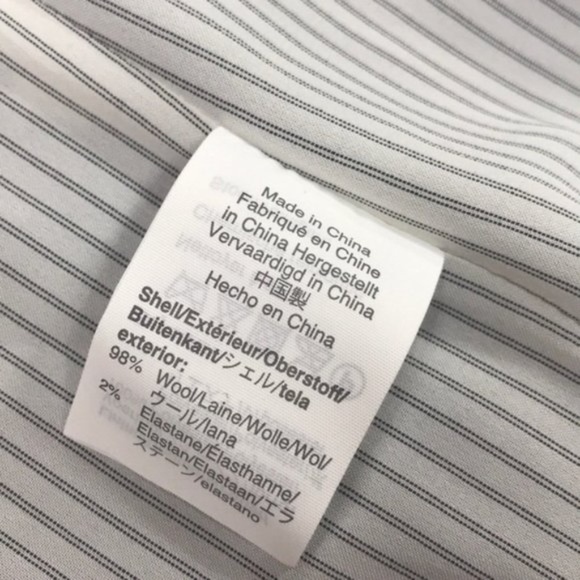 Made in China
Fabriqué en Chine
in China Hergestellt
Vervaardigd in China
中国製
Hecho en China
Shell/Extérieur/Oberstoff/
Buitenkant/シェル/tela
exterior:
98% Wool/Laine/Wolle/Wol/
ウール/lana
2% Elastane/Élasthanne/
Elastan/Elastaan/エラ
ステーン/elastano